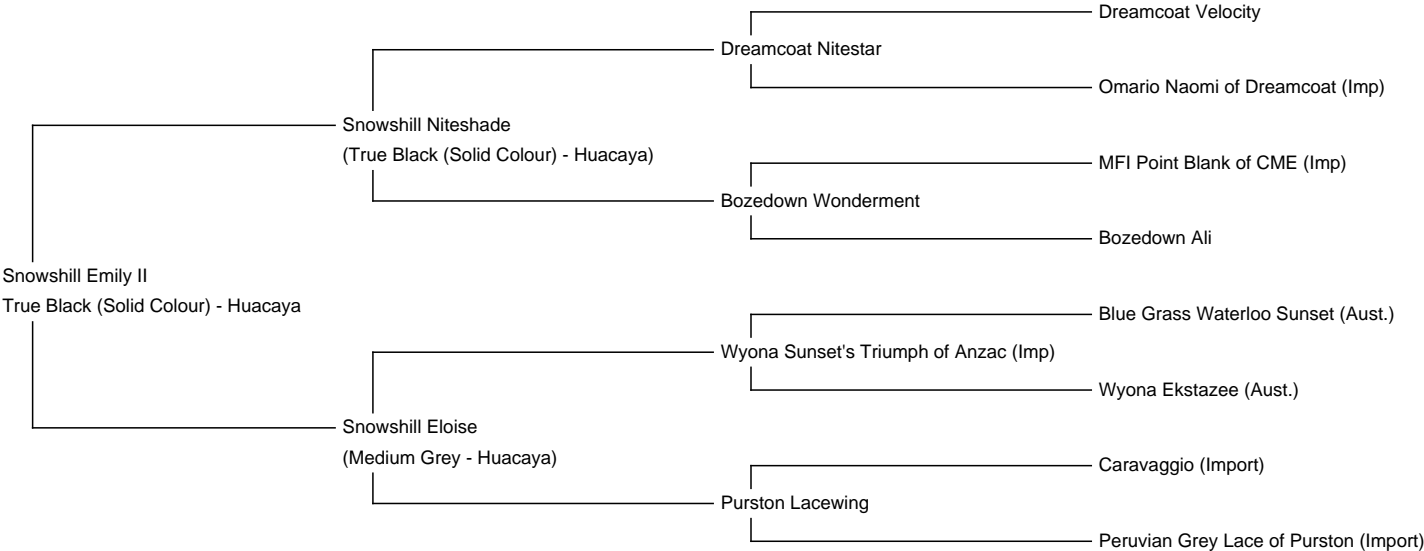 Dreamcoat Velocity
Dreamcoat Nitestar
Omario Naomi of Dreamcoat (Imp)
Snowshill Niteshade
(True Black (Solid Colour) - Huacaya)
MFI Point Blank of CME (Imp)
Bozedown Wonderment
Bozedown Ali
Snowshill Emily II
True Black (Solid Colour) - Huacaya
Blue Grass Waterloo Sunset (Aust.)
Wyona Sunset's Triumph of Anzac (Imp)
Wyona Ekstazee (Aust.)
Snowshill Eloise
(Medium Grey - Huacaya)
Caravaggio (Import)
Purston Lacewing
Peruvian Grey Lace of Purston (Import)